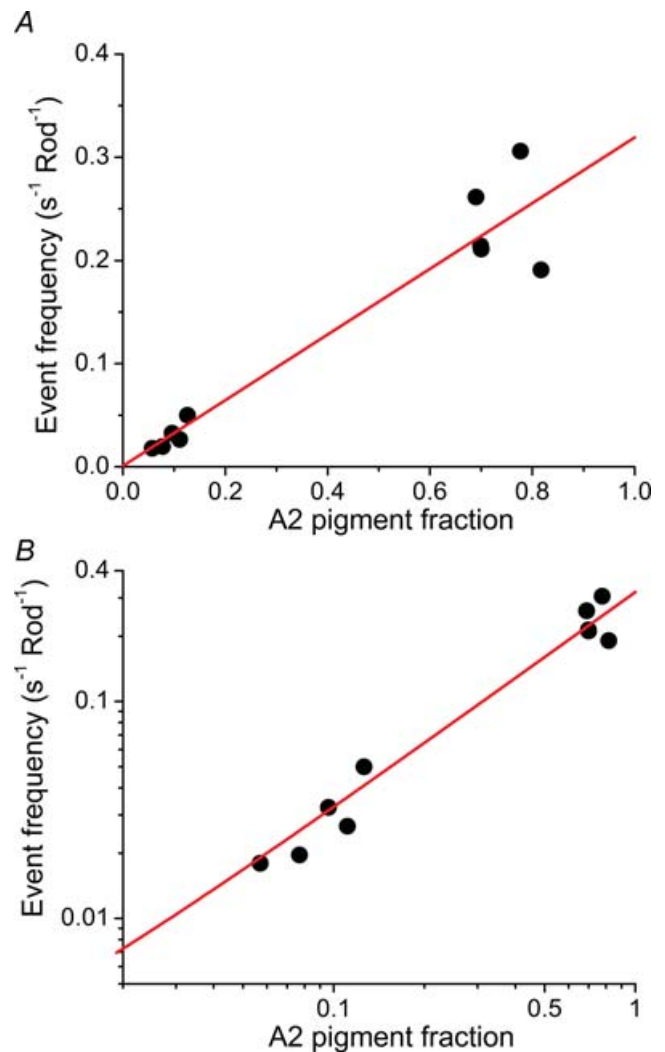 A
Event frequency (s⁻¹ Rod⁻¹)
0.4
0.3
0.2
0.1
0.0
0.0 0.2 0.4 0.6 0.8 1.0
A2 pigment fraction
B
Event frequency (s⁻¹ Rod⁻¹)
0.4
0.1
0.01
0.1 0.5 1
A2 pigment fraction